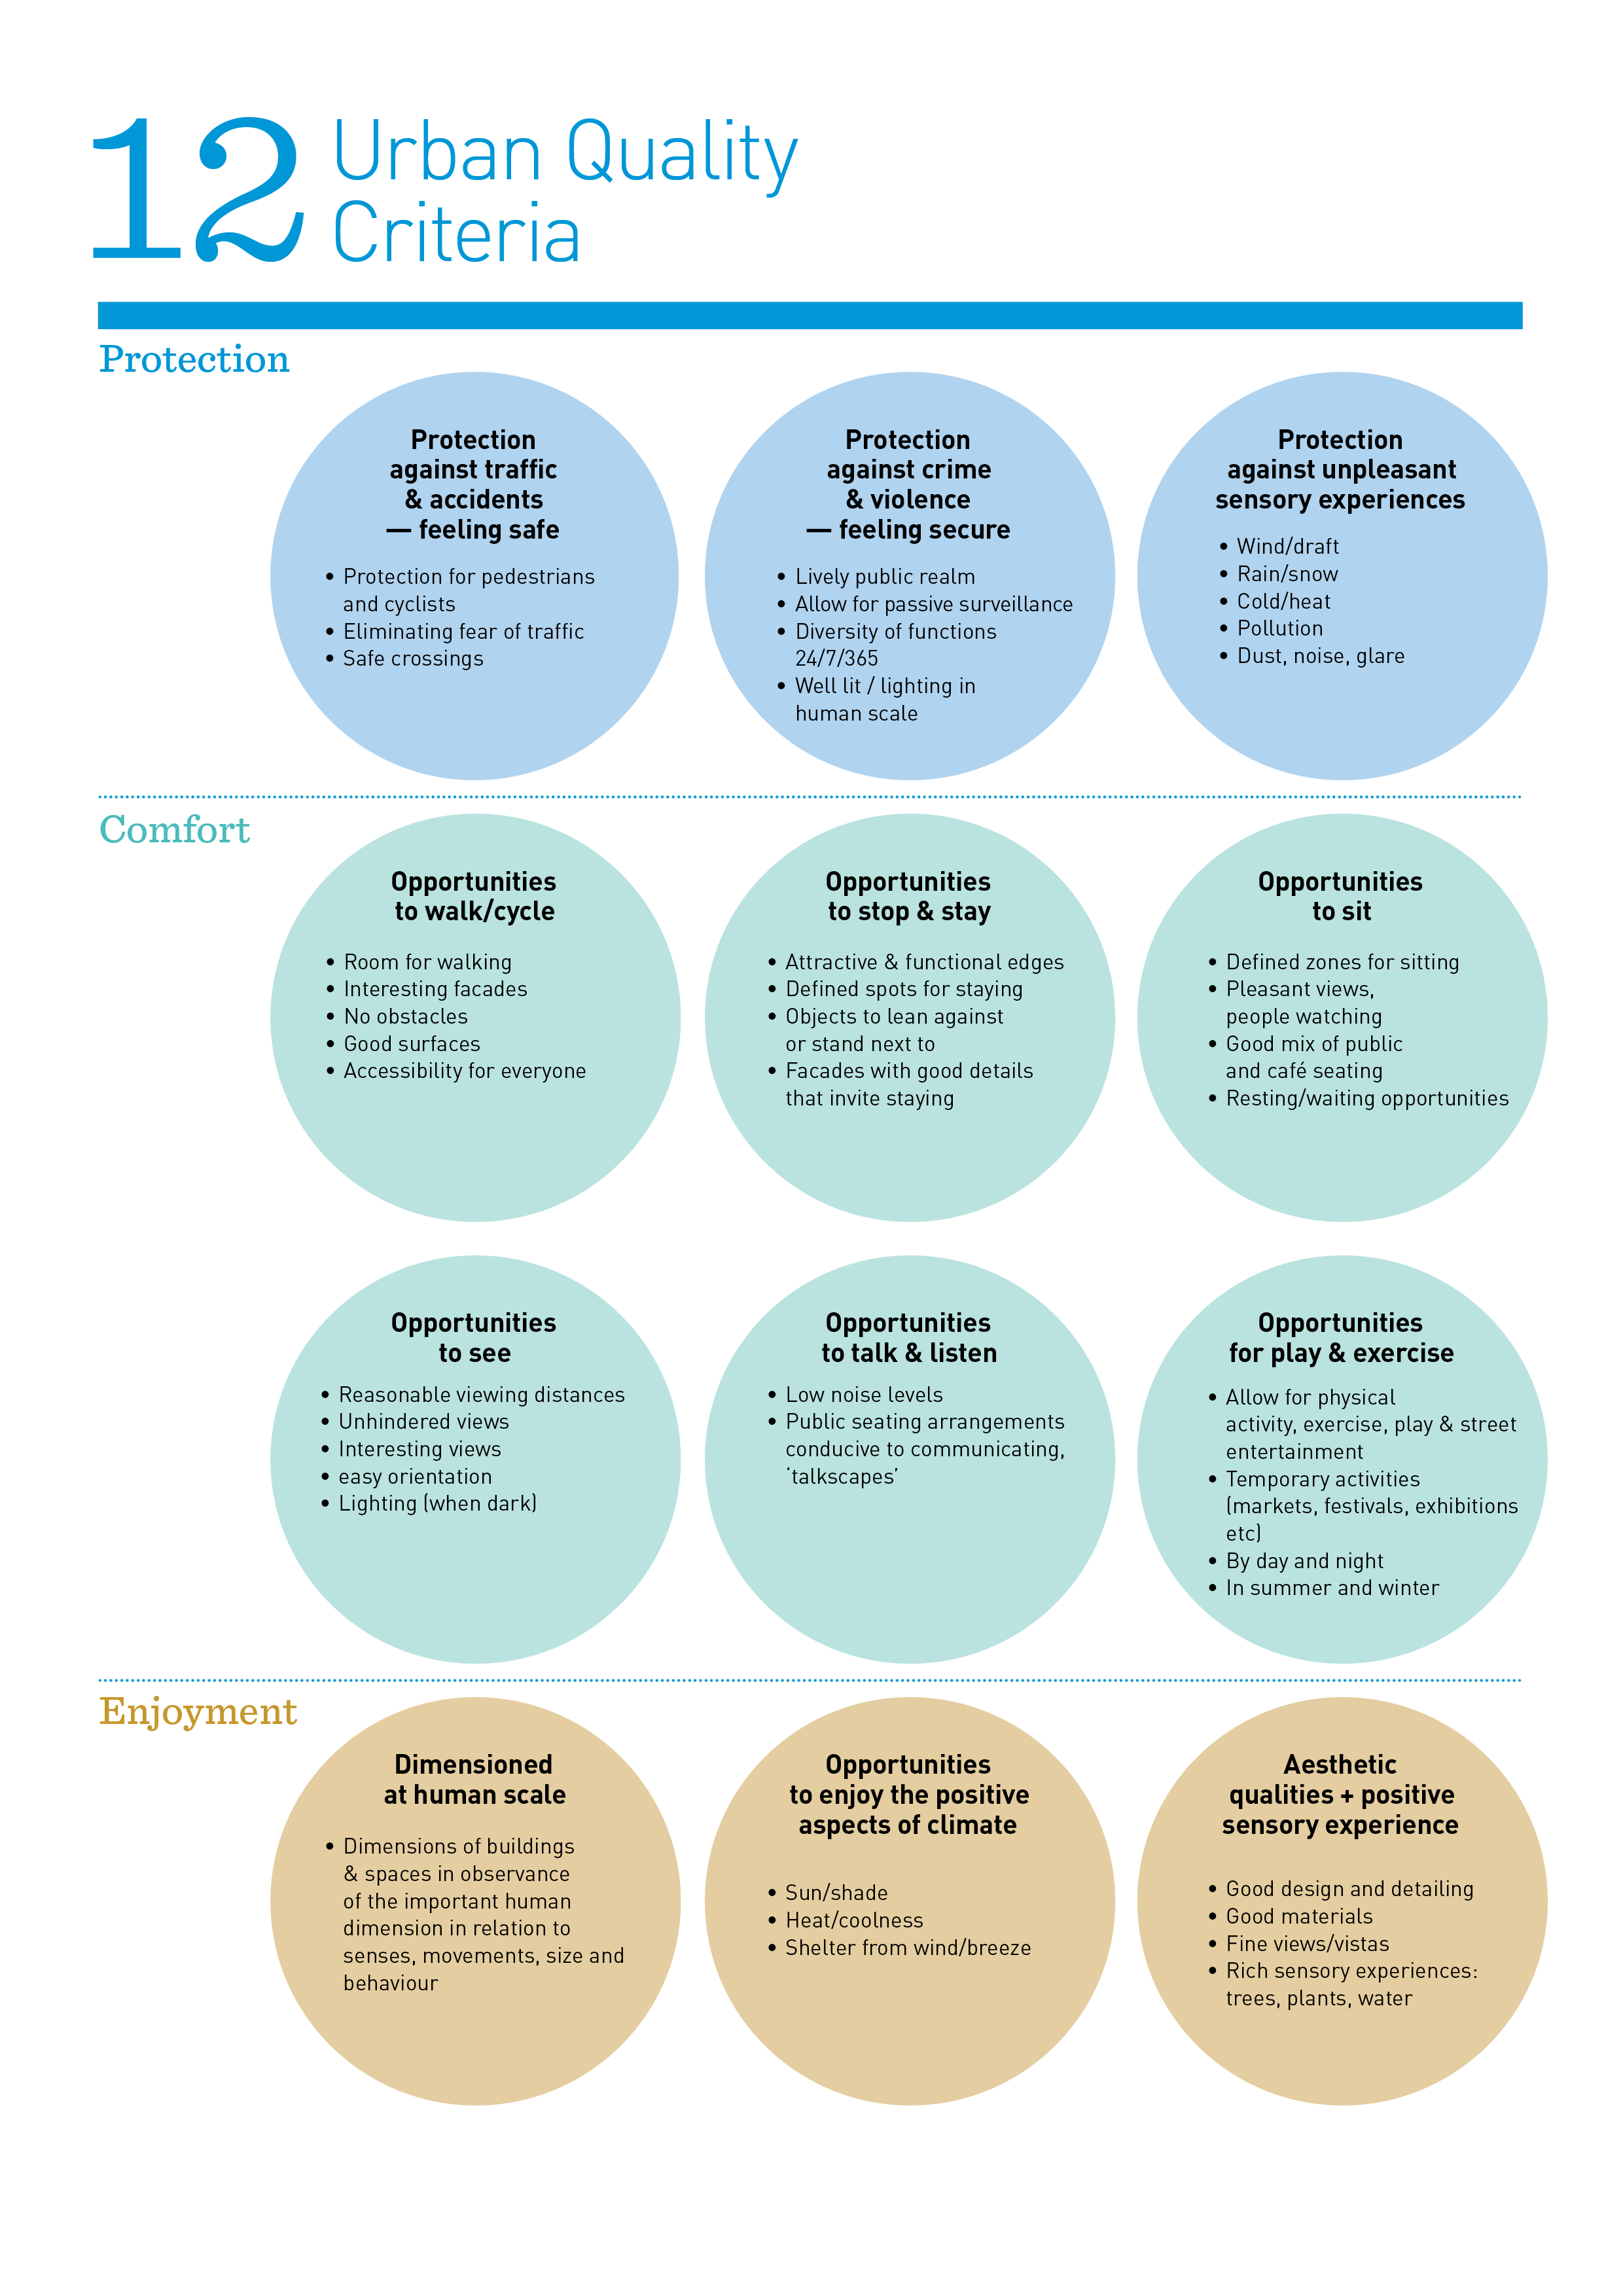 12 Urban Quality
Criteria
Protection
Protection
against traffic
& accidents
— feeling safe
• Protection for pedestrians
and cyclists
• Eliminating fear of traffic
• Safe crossings
Protection
against crime
& violence
— feeling secure
• Lively public realm
• Allow for passive surveillance
• Diversity of functions
24/7/365
• Well lit / lighting in
human scale
Protection
against unpleasant
sensory experiences
• Wind/draft
• Rain/snow
• Cold/heat
• Pollution
• Dust, noise, glare
Comfort
Opportunities
to walk/cycle
• Room for walking
• Interesting facades
• No obstacles
• Good surfaces
• Accessibility for everyone
Opportunities
to stop & stay
• Attractive & functional edges
• Defined spots for staying
• Objects to lean against
or stand next to
• Facades with good details
that invite staying
Opportunities
to sit
• Defined zones for sitting
• Pleasant views,
people watching
• Good mix of public
and café seating
• Resting/waiting opportunities
Opportunities
to see
• Reasonable viewing distances
• Unhindered views
• Interesting views
• easy orientation
• Lighting (when dark)
Opportunities
to talk & listen
• Low noise levels
• Public seating arrangements
conducive to communicating,
‘talkscapes’
Opportunities
for play & exercise
• Allow for physical
activity, exercise, play & street
entertainment
• Temporary activities
(markets, festivals, exhibitions
etc)
• By day and night
• In summer and winter
Enjoyment
Dimensioned
at human scale
• Dimensions of buildings
& spaces in observance
of the important human
dimension in relation to
senses, movements, size and
behaviour
Opportunities
to enjoy the positive
aspects of climate
• Sun/shade
• Heat/coolness
• Shelter from wind/breeze
Aesthetic
qualities + positive
sensory experience
• Good design and detailing
• Good materials
• Fine views/vistas
• Rich sensory experiences:
trees, plants, water